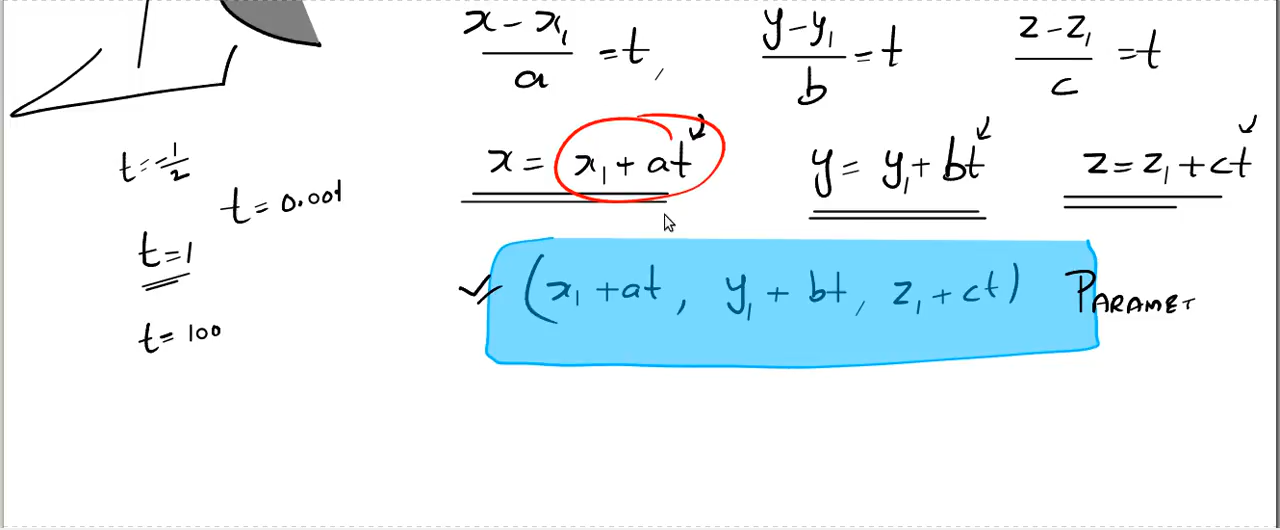 x - x₁/a = t, y - y₁/b = t z - z₁/c = t
x = x₁ + at y = y₁ + bt z = z₁ + ct
t = -1/2
t = 0.001
t = 1
t = 100
(x₁ + at, y₁ + bt, z₁ + ct) PARAMET